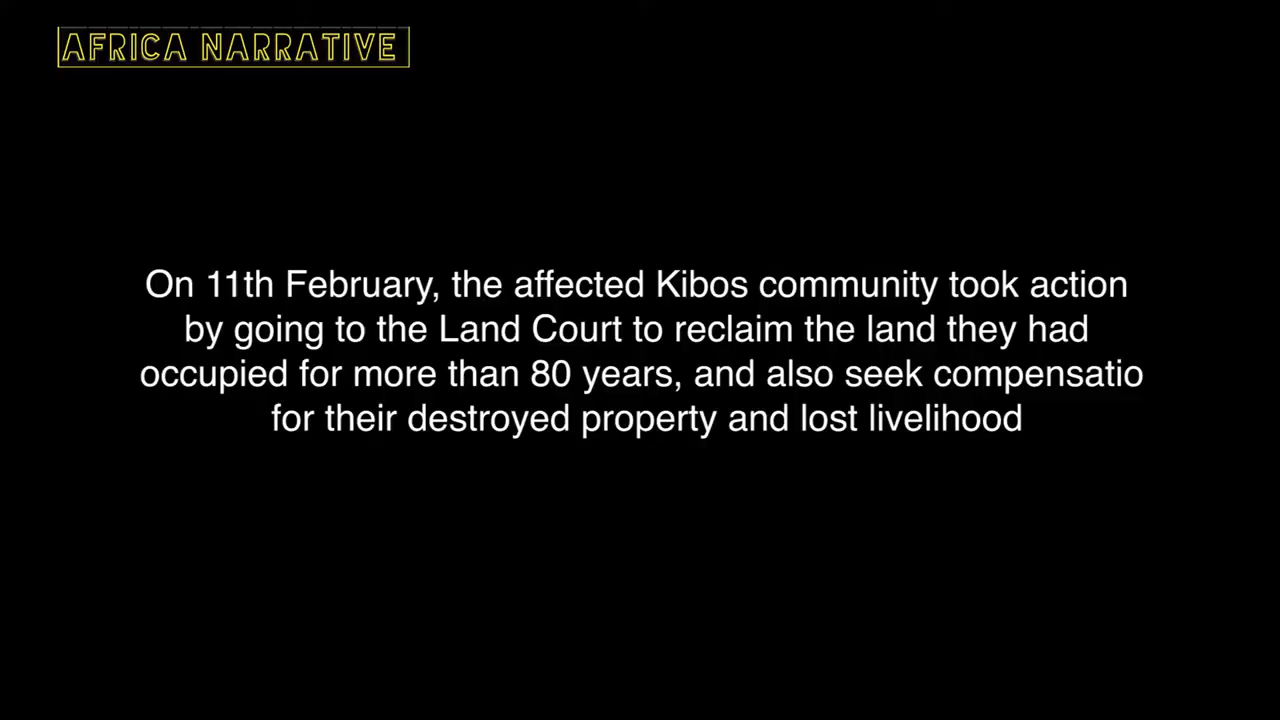 AFRICA NARRATIVE
On 11th February, the affected Kibos community took action
by going to the Land Court to reclaim the land they had
occupied for more than 80 years, and also seek compensatio
for their destroyed property and lost livelihood